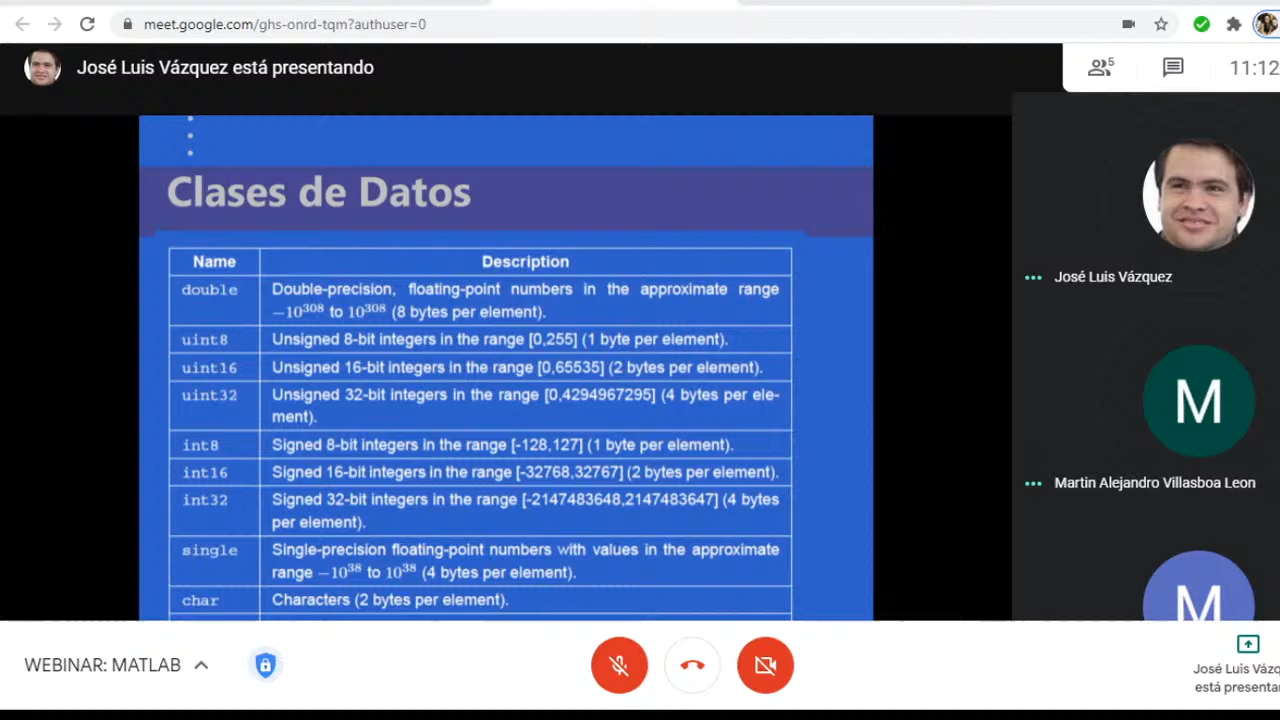 meet.google.com/ghs-onrd-tqm?authuser=0
José Luis Vázquez está presentando
5
11:12
Clases de Datos
Name Description
double Double-precision, floating-point numbers in the approximate range
−10³⁰⁸ to 10³⁰⁸ (8 bytes per element).
uint8 Unsigned 8-bit integers in the range [0,255] (1 byte per element).
uint16 Unsigned 16-bit integers in the range [0,65535] (2 bytes per element).
uint32 Unsigned 32-bit integers in the range [0,4294967295] (4 bytes per ele-
ment).
int8 Signed 8-bit integers in the range [-128,127] (1 byte per element).
int16 Signed 16-bit integers in the range [-32768,32767] (2 bytes per element).
int32 Signed 32-bit integers in the range [-2147483648,2147483647] (4 bytes
per element).
single Single-precision floating-point numbers with values in the approximate
range −10³⁸ to 10³⁸ (4 bytes per element).
char Characters (2 bytes per element).
José Luis Vázquez
M
Martin Alejandro Villasboa Leon
M
WEBINAR: MATLAB
José Luis Vázq
está presentan